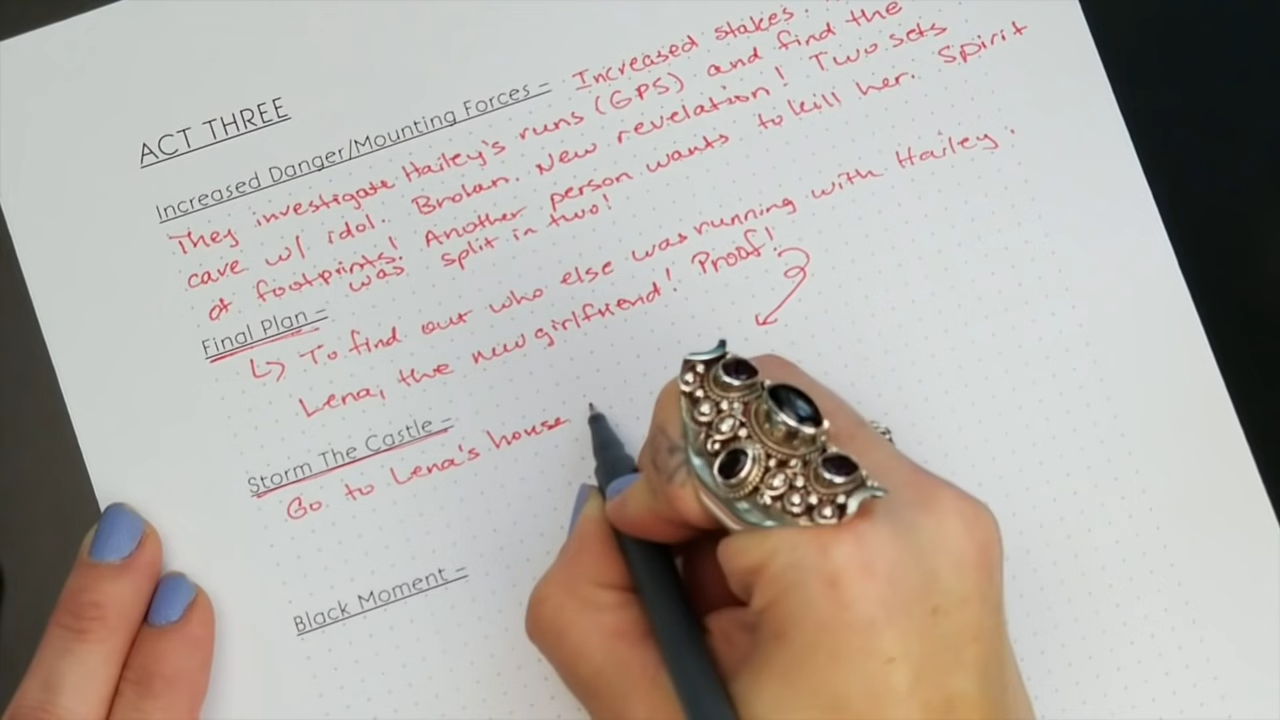 ACT THREE
Increased Danger/Mounting Forces - Increased stakes.
They investigate Hailey's runs (GPS) and find the
cave w/ idol. Brokan. New revelation! Two sets
of footprints! Another person wants to kill her. Spirit
was split in two!
Final Plan -
↳ To find out who else was running with Hailey.
Lena, the new girlfriend! Proof!
Storm The Castle -
Go to Lena's house
Black Moment -